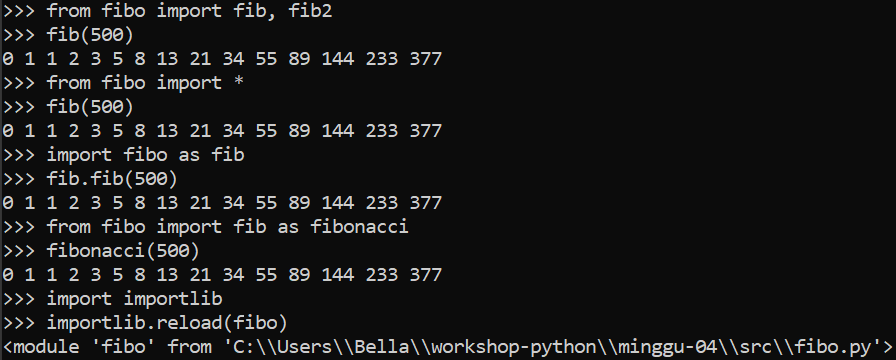 >>> from fibo import fib, fib2
>>> fib(500)
0 1 1 2 3 5 8 13 21 34 55 89 144 233 377
>>> from fibo import *
>>> fib(500)
0 1 1 2 3 5 8 13 21 34 55 89 144 233 377
>>> import fibo as fib
>>> fib.fib(500)
0 1 1 2 3 5 8 13 21 34 55 89 144 233 377
>>> from fibo import fib as fibonacci
>>> fibonacci(500)
0 1 1 2 3 5 8 13 21 34 55 89 144 233 377
>>> import importlib
>>> importlib.reload(fibo)
<module 'fibo' from 'C:\\Users\\Bella\\workshop-python\\minggu-04\\src\\fibo.py'>